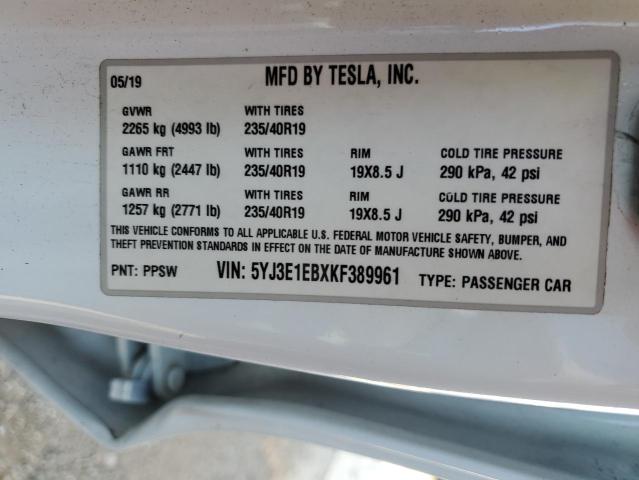 05/19 MFD BY TESLA, INC.
GVWR WITH TIRES
2265 kg (4993 lb) 235/40R19
GAWR FRT WITH TIRES RIM COLD TIRE PRESSURE
1110 kg (2447 lb) 235/40R19 19X8.5 J 290 kPa, 42 psi
GAWR RR WITH TIRES RIM COLD TIRE PRESSURE
1257 kg (2771 lb) 235/40R19 19X8.5 J 290 kPa, 42 psi
THIS VEHICLE CONFORMS TO ALL APPLICABLE U.S. FEDERAL MOTOR VEHICLE SAFETY, BUMPER, AND
THEFT PREVENTION STANDARDS IN EFFECT ON THE DATE OF MANUFACTURE SHOWN ABOVE.
PNT: PPSW VIN: 5YJ3E1EBXKF389961 TYPE: PASSENGER CAR